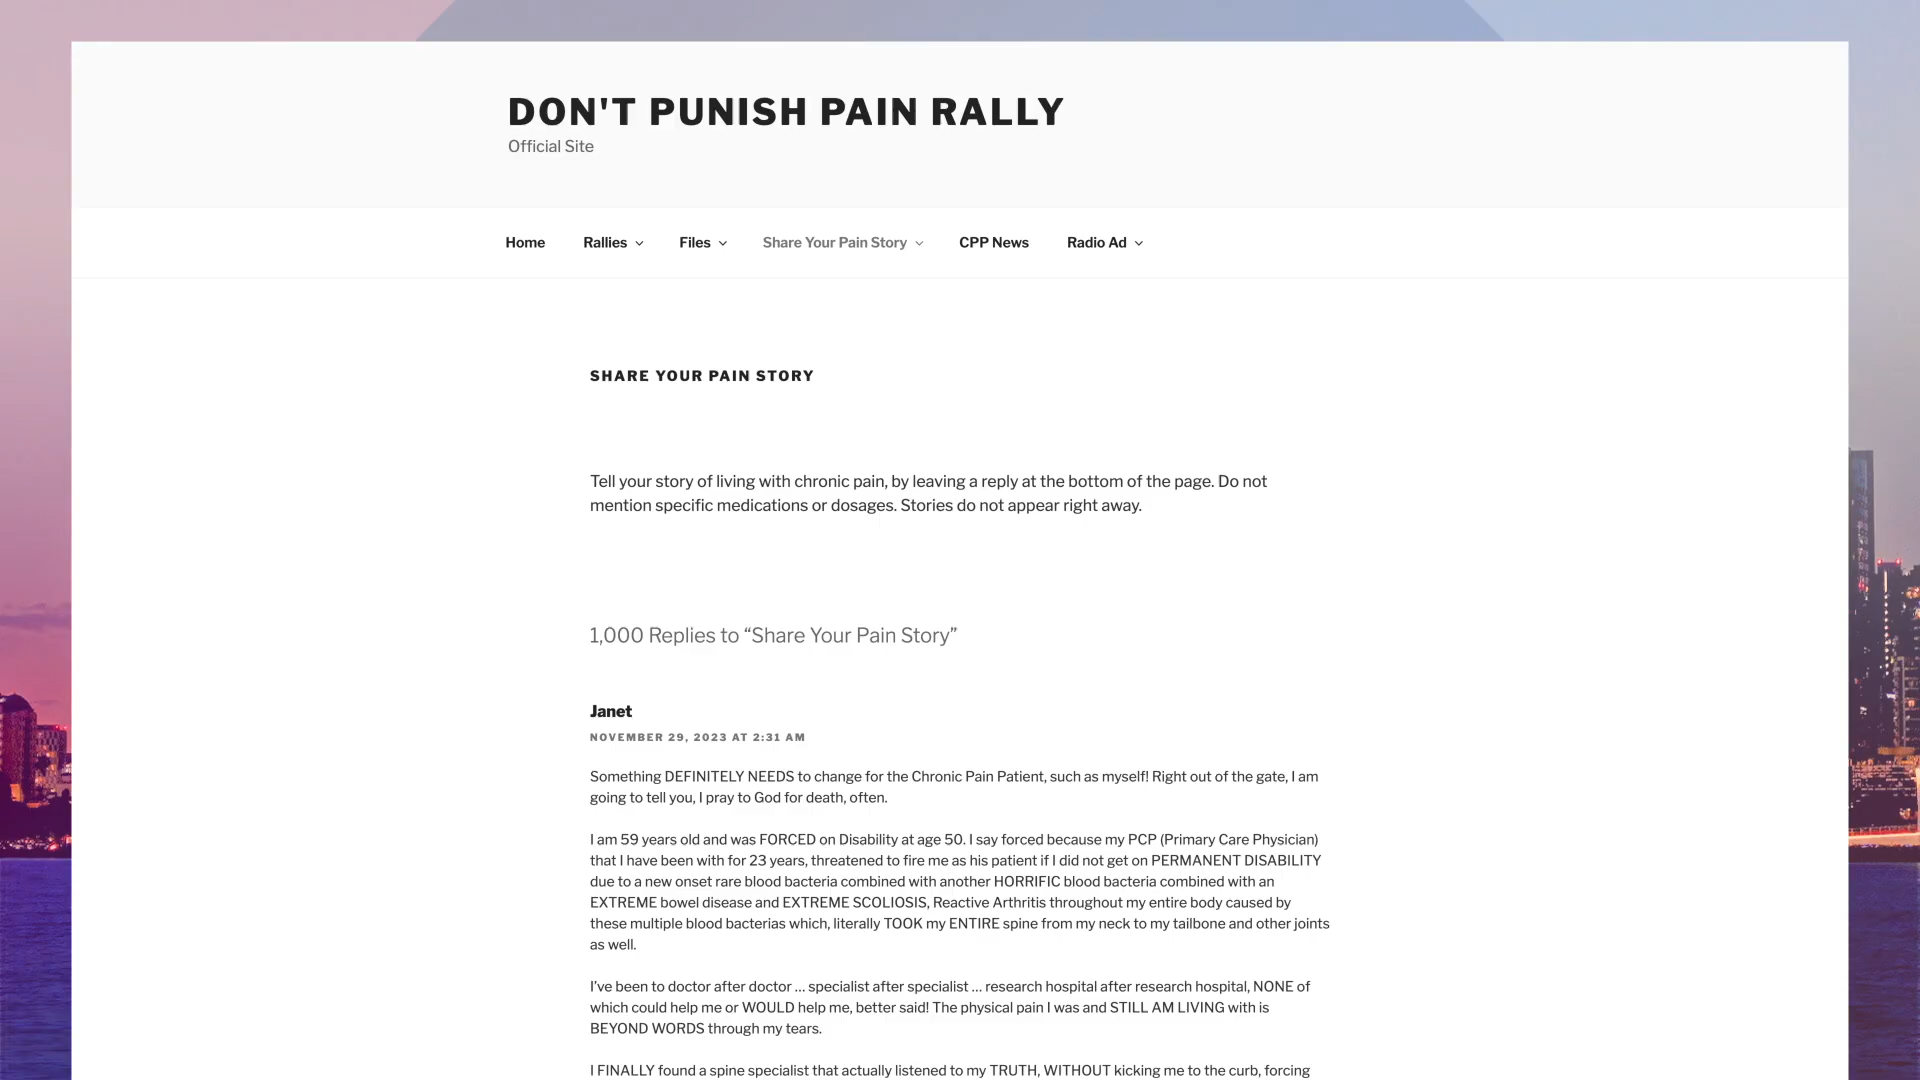 DON'T PUNISH PAIN RALLY
Official Site
Home Rallies Files Share Your Pain Story CPP News Radio Ad
SHARE YOUR PAIN STORY
Tell your story of living with chronic pain, by leaving a reply at the bottom of the page. Do not
mention specific medications or dosages. Stories do not appear right away.
1,000 Replies to “Share Your Pain Story”
Janet
NOVEMBER 29, 2023 AT 2:31 AM
Something DEFINITELY NEEDS to change for the Chronic Pain Patient, such as myself! Right out of the gate, I am
going to tell you, I pray to God for death, often.
I am 59 years old and was FORCED on Disability at age 50. I say forced because my PCP (Primary Care Physician)
that I have been with for 23 years, threatened to fire me as his patient if I did not get on PERMANENT DISABILITY
due to a new onset rare blood bacteria combined with another HORRIFIC blood bacteria combined with an
EXTREME bowel disease and EXTREME SCOLIOSIS, Reactive Arthritis throughout my entire body caused by
these multiple blood bacterias which, literally TOOK my ENTIRE spine from my neck to my tailbone and other joints
as well.
I’ve been to doctor after doctor … specialist after specialist … research hospital after research hospital, NONE of
which could help me or WOULD help me, better said! The physical pain I was and STILL AM LIVING with is
BEYOND WORDS through my tears.
I FINALLY found a spine specialist that actually listened to my TRUTH, WITHOUT kicking me to the curb, forcing